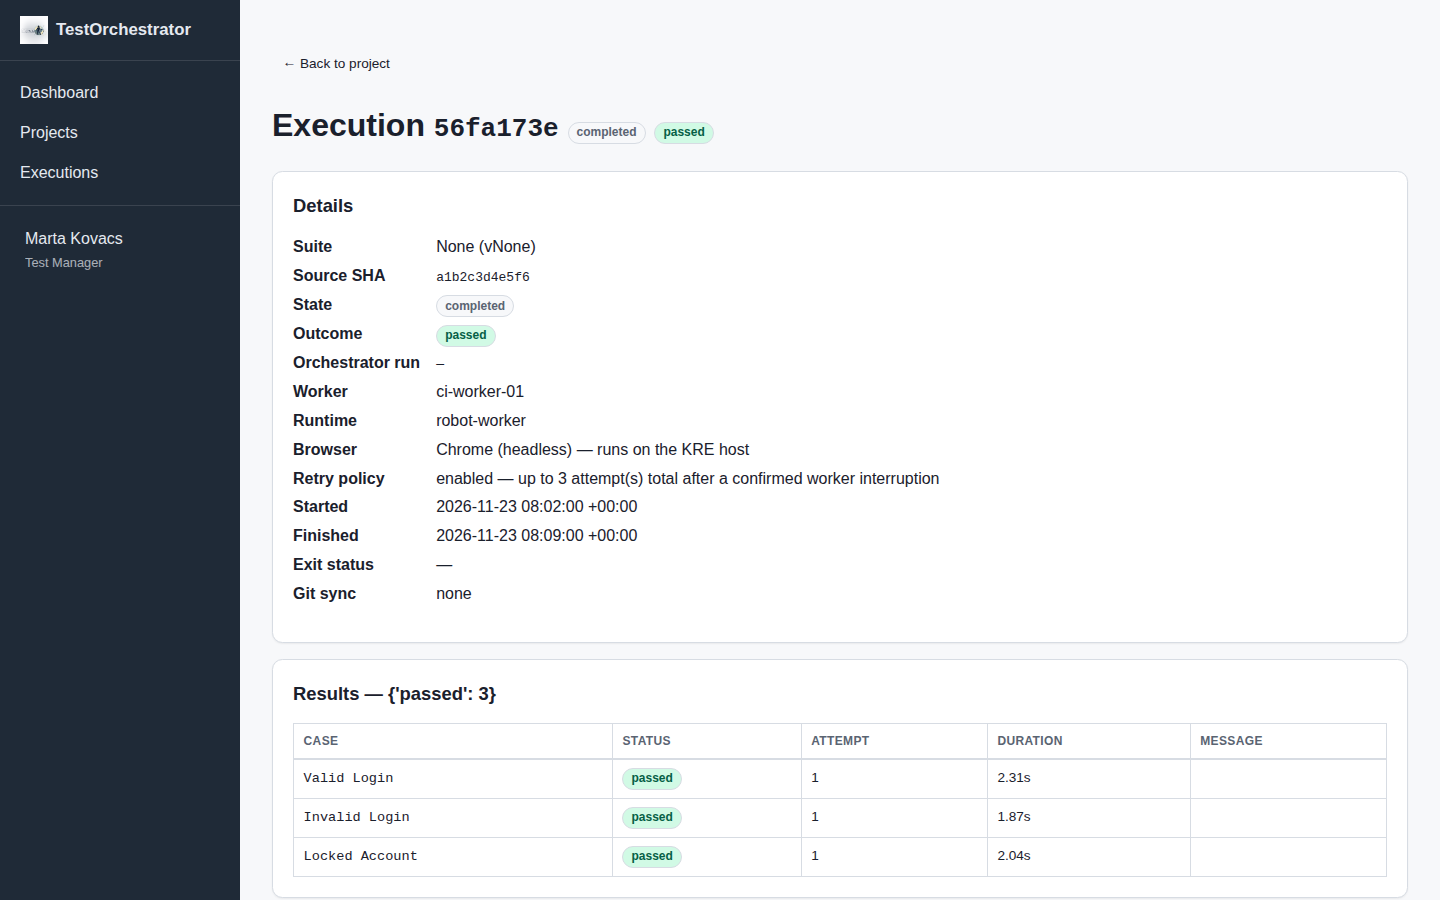 TestOrchestrator
Dashboard
Projects
Executions
Marta Kovacs
Test Manager
← Back to project
Execution 56fa173e completed passed
Details
Suite None (vNone)
Source SHA a1b2c3d4e5f6
State completed
Outcome passed
Orchestrator run –
Worker ci-worker-01
Runtime robot-worker
Browser Chrome (headless) — runs on the KRE host
Retry policy enabled — up to 3 attempt(s) total after a confirmed worker interruption
Started 2026-11-23 08:02:00 +00:00
Finished 2026-11-23 08:09:00 +00:00
Exit status —
Git sync none
Results — {'passed': 3}
CASE STATUS ATTEMPT DURATION MESSAGE
Valid Login passed 1 2.31s
Invalid Login passed 1 1.87s
Locked Account passed 1 2.04s